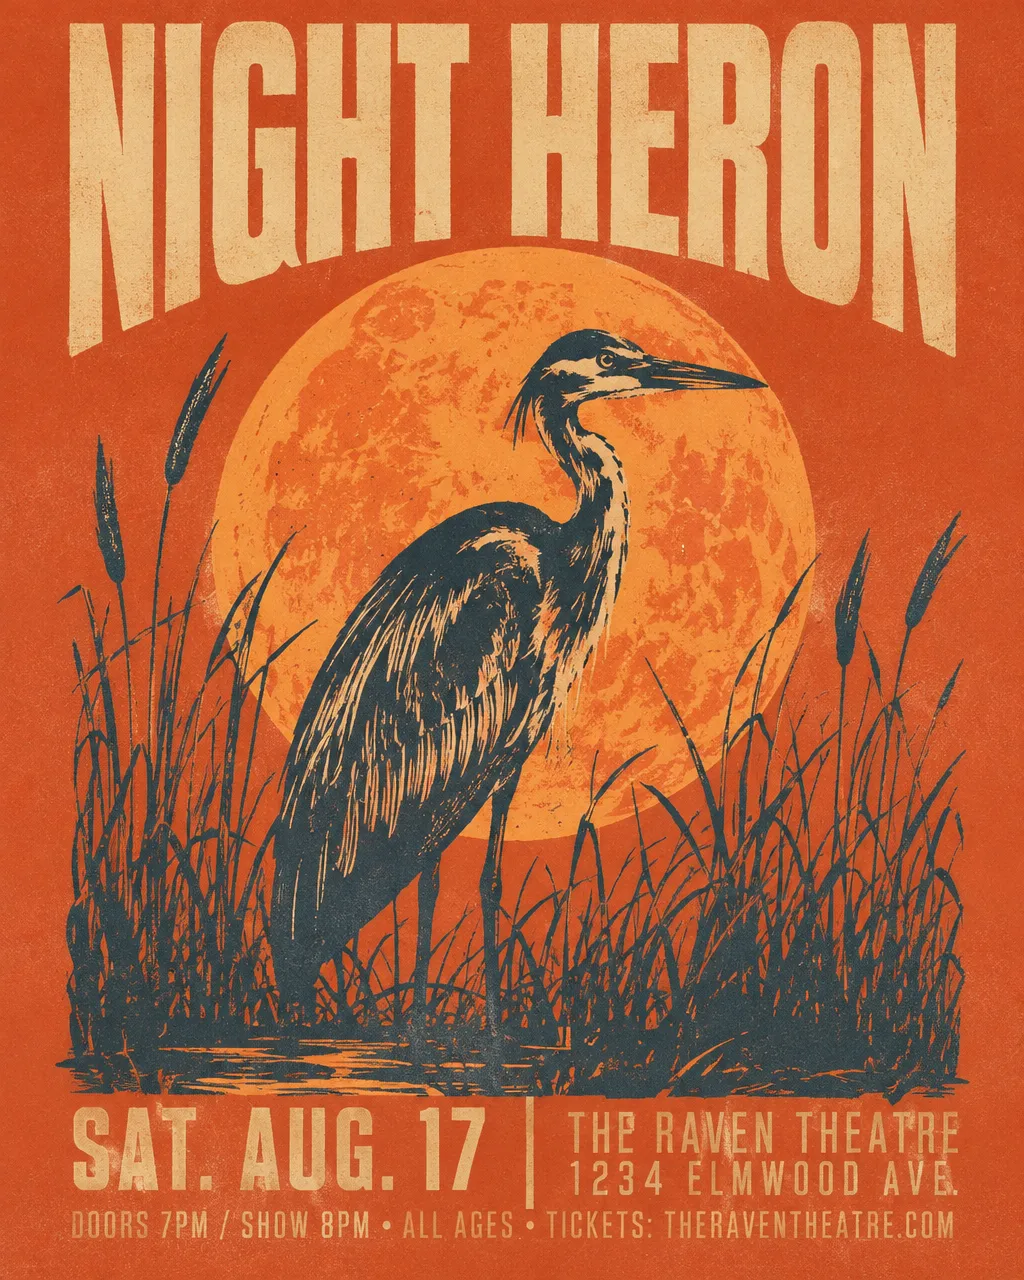 NIGHT HERON
SAT. AUG. 17
THE RAVEN THEATRE
1234 ELMWOOD AVE.
DOORS 7PM / SHOW 8PM • ALL AGES • TICKETS: THERAVENTHEATRE.COM